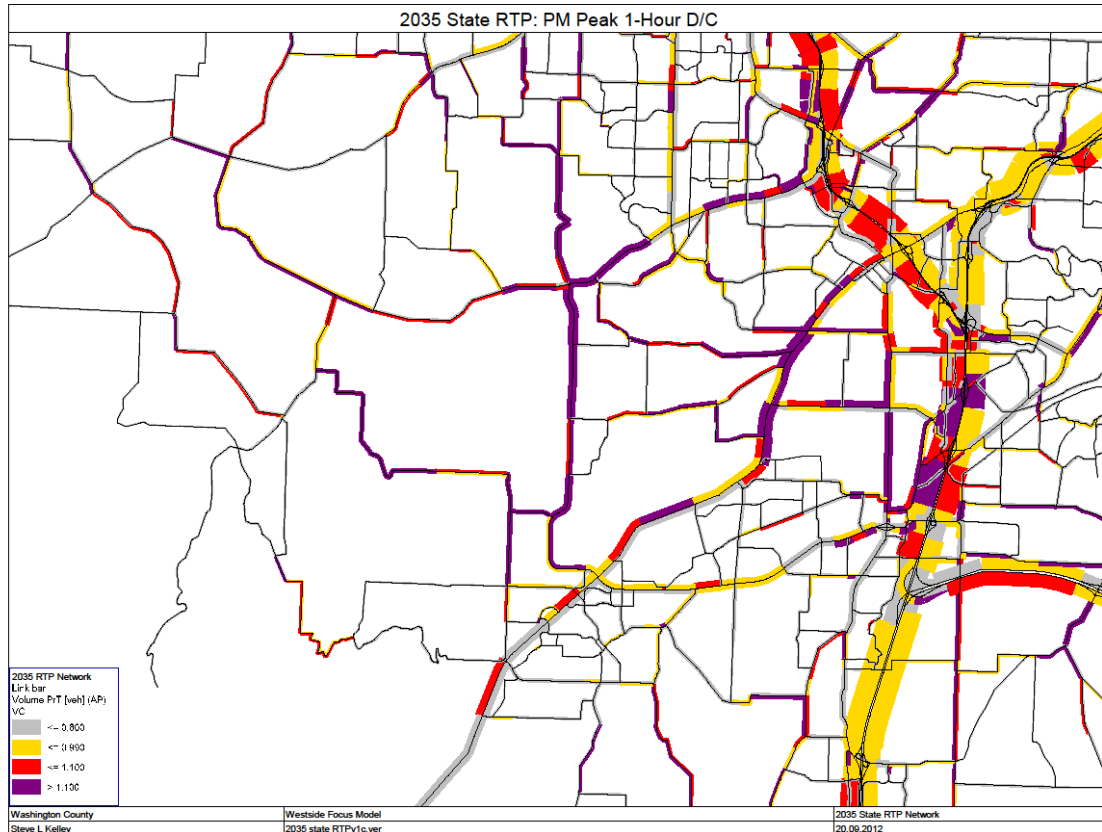 2035 State RTP: PM Peak 1-Hour D/C
2035 RTP Network
Link bar
Volume PrT [veh] (AP)
VC
<= 0.800
<= 0.990
<= 1.100
> 1.100
Washington County
Westside Focus Model
2035 State RTP Network
Steve L Kelley
2035 state RTPv1c.ver
20.09.2012